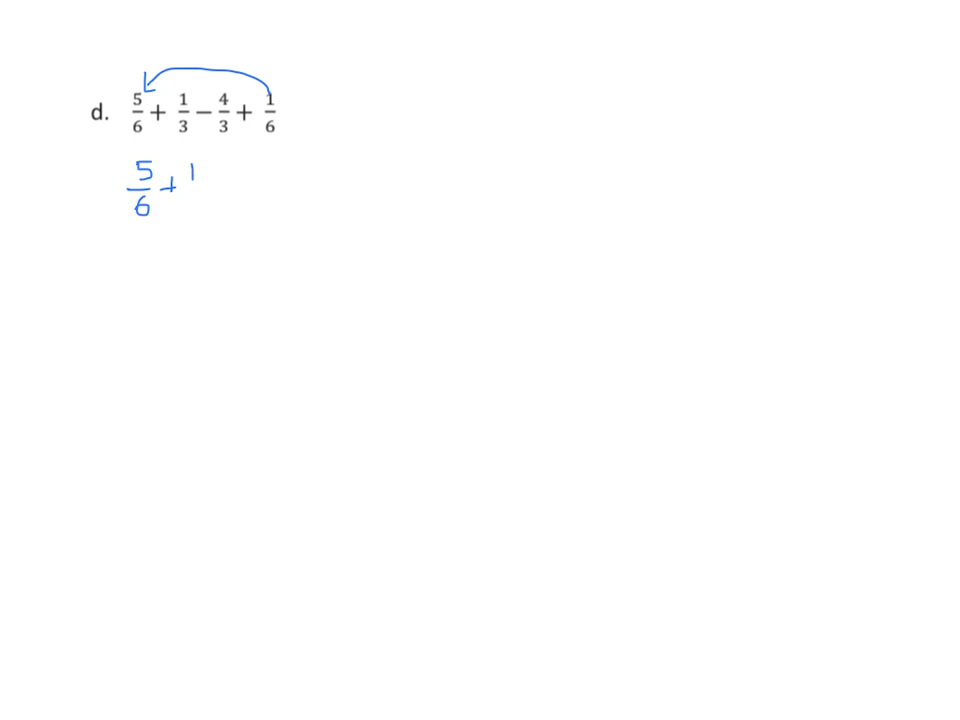 d. 5/6 + 1/3 − 4/3 + 1/6
5/6 + 1